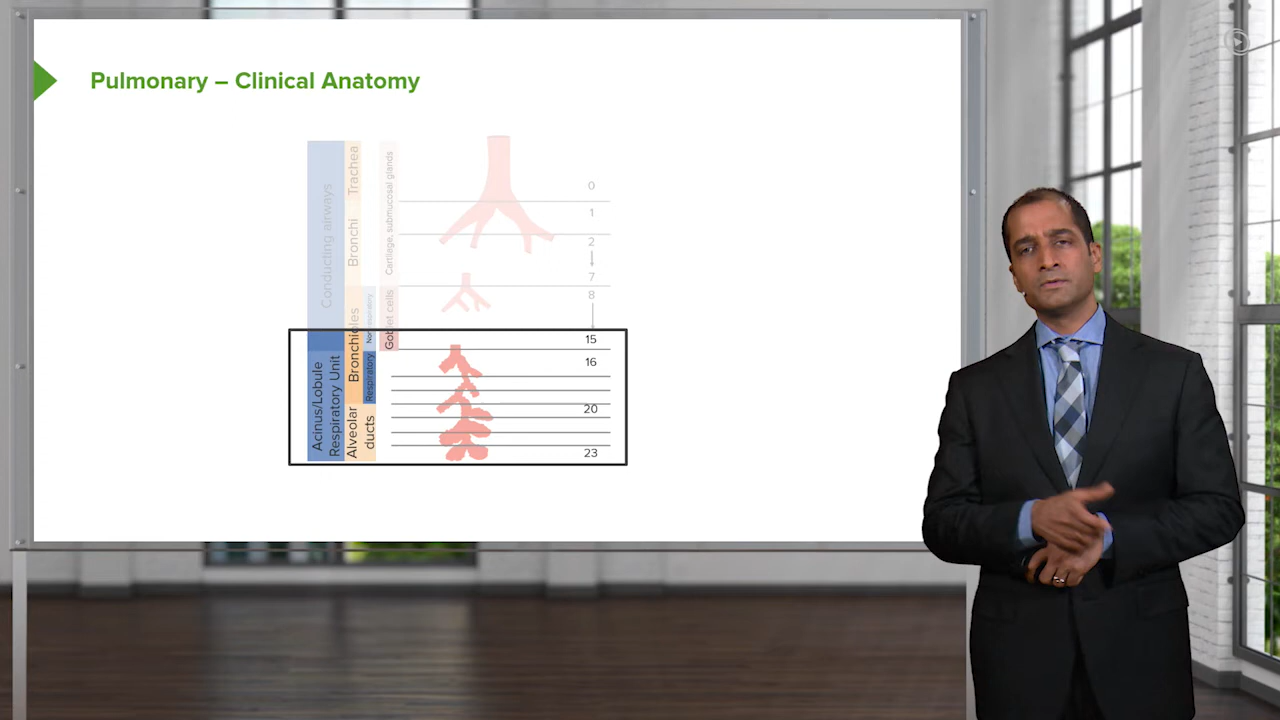 Pulmonary – Clinical Anatomy
Conducting airways
Trachea
Bronchi
Cartilage, submucosal glands
Bronchioles
Nonrespiratory
Goblet cells
Acinus/Lobule
Respiratory Unit
Respiratory
Alveolar
ducts
0
1
2
7
8
15
16
20
23